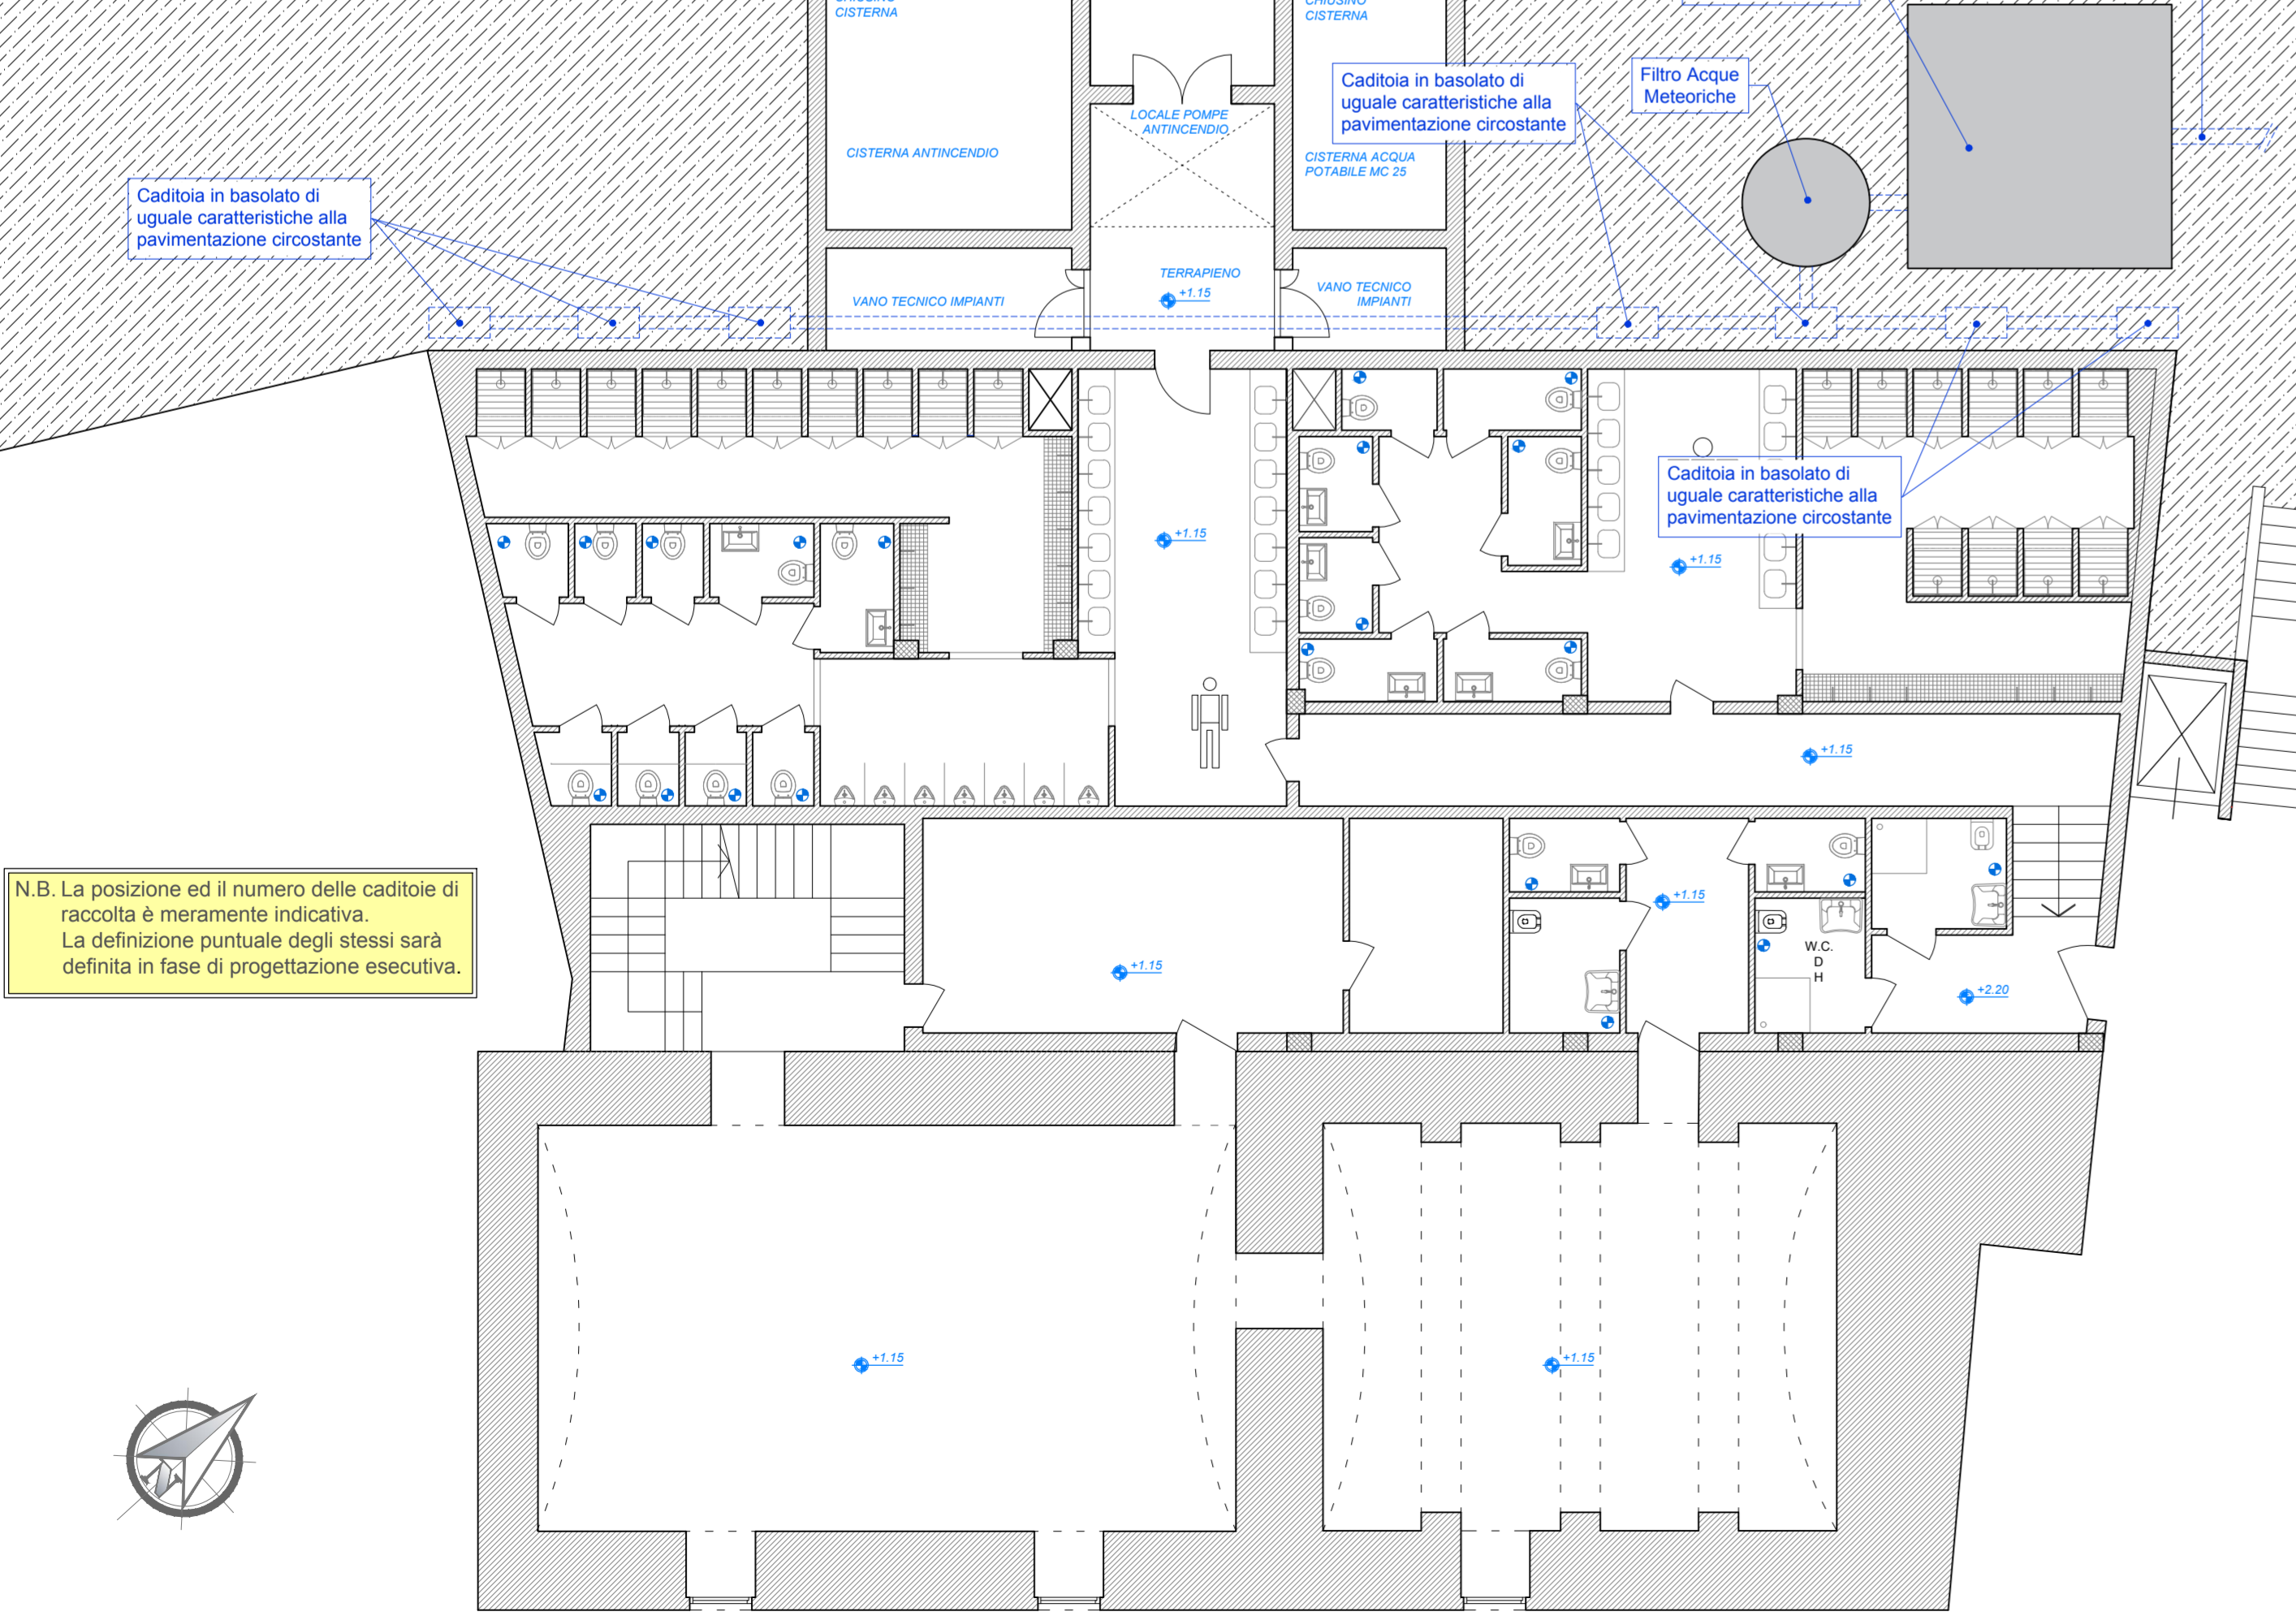 CISTERNA
CISTERNA
LOCALE POMPE
ANTINCENDIO
CISTERNA ANTINCENDIO
CISTERNA ACQUA
POTABILE MC 25
Caditoia in basolato di
uguale caratteristiche alla
pavimentazione circostante
Filtro Acque
Meteoriche
Caditoia in basolato di
uguale caratteristiche alla
pavimentazione circostante
TERRAPIENO
+1.15
VANO TECNICO IMPIANTI
VANO TECNICO
IMPIANTI
Caditoia in basolato di
uguale caratteristiche alla
pavimentazione circostante
+1.15
+1.15
+1.15
N.B. La posizione ed il numero delle caditoie di
raccolta è meramente indicativa.
La definizione puntuale degli stessi sarà
definita in fase di progettazione esecutiva.
+1.15
+1.15
W.C.
D
H
+2.20
+1.15
+1.15
N